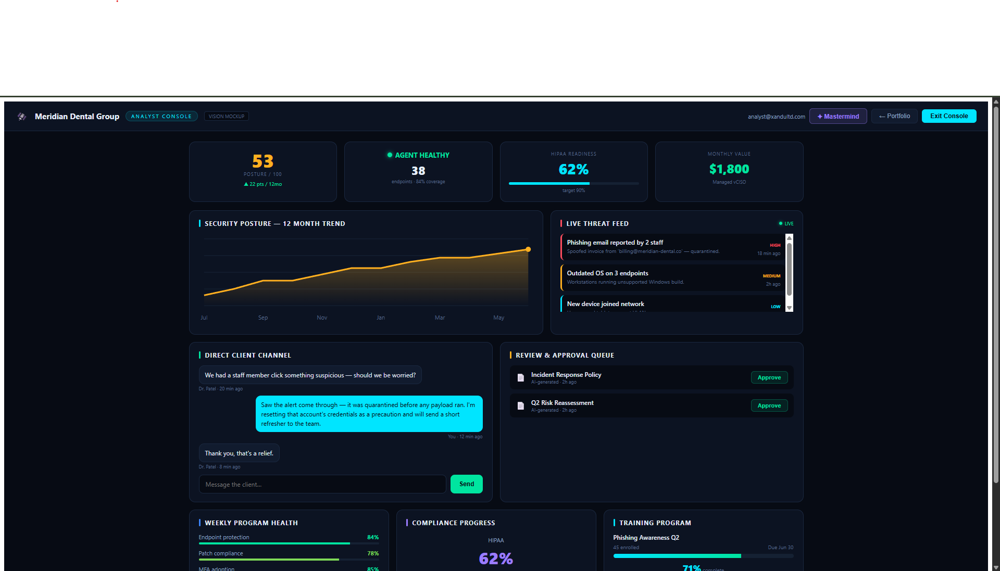 Meridian Dental Group
ANALYST CONSOLE
VISION MOCKUP
analyst@xandultd.com
✦ Mastermind
← Portfolio
Exit Console
53
POSTURE / 100
▲ 22 pts / 12mo
AGENT HEALTHY
38
endpoints · 84% coverage
HIPAA READINESS
62%
target 90%
MONTHLY VALUE
$1,800
Managed vCISO
SECURITY POSTURE — 12 MONTH TREND
Jul Sep Nov Jan Mar May
LIVE THREAT FEED
LIVE
Phishing email reported by 2 staff
HIGH
Spoofed invoice from 'billing@meridian-dental.co' — quarantined.
18 min ago
Outdated OS on 3 endpoints
MEDIUM
Workstations running unsupported Windows build.
2h ago
New device joined network
LOW
DIRECT CLIENT CHANNEL
We had a staff member click something suspicious — should we be worried?
Dr. Patel · 20 min ago
Saw the alert come through — it was quarantined before any payload ran. I'm
resetting that account's credentials as a precaution and will send a short
refresher to the team.
You · 12 min ago
Thank you, that's a relief.
Dr. Patel · 8 min ago
Message the client...
Send
REVIEW & APPROVAL QUEUE
Incident Response Policy
AI-generated · 2h ago
Approve
Q2 Risk Reassessment
AI-generated · 2h ago
Approve
WEEKLY PROGRAM HEALTH
Endpoint protection 84%
Patch compliance 78%
MFA adoption 85%
COMPLIANCE PROGRESS
HIPAA
62%
TRAINING PROGRAM
Phishing Awareness Q2
45 enrolled
Due Jun 30
71% complete